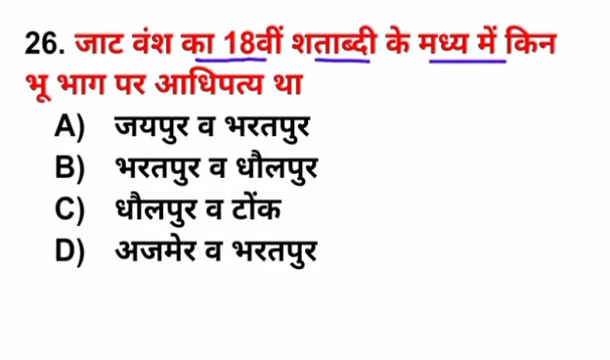 26. जाट वंश का 18वीं शताब्दी के मध्य में किन
भू भाग पर आधिपत्य था
A) जयपुर व भरतपुर
B) भरतपुर व धौलपुर
C) धौलपुर व टोंक
D) अजमेर व भरतपुर